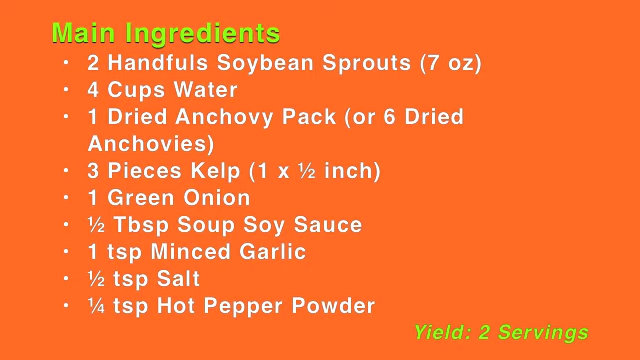 Main Ingredients
• 2 Handfuls Soybean Sprouts (7 oz)
• 4 Cups Water
• 1 Dried Anchovy Pack (or 6 Dried
Anchovies)
• 3 Pieces Kelp (1 x ½ inch)
• 1 Green Onion
• ½ Tbsp Soup Soy Sauce
• 1 tsp Minced Garlic
• ½ tsp Salt
• ¼ tsp Hot Pepper Powder
Yield: 2 Servings